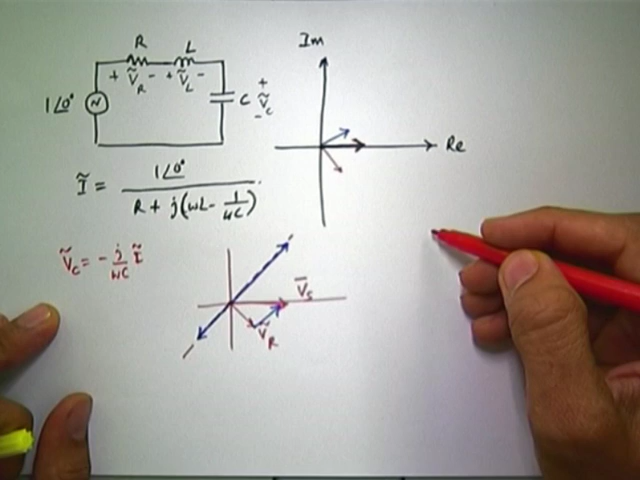 R L
+ Ṽ_R - + Ṽ_L -
1∠0° ~ C + Ṽ_c -
Im
Re
Ĩ = 1∠0° / (R + j(ωL - 1/ωC))
Ṽ_c = - j/ωC Ĩ
V̄_s
Ṽ_R